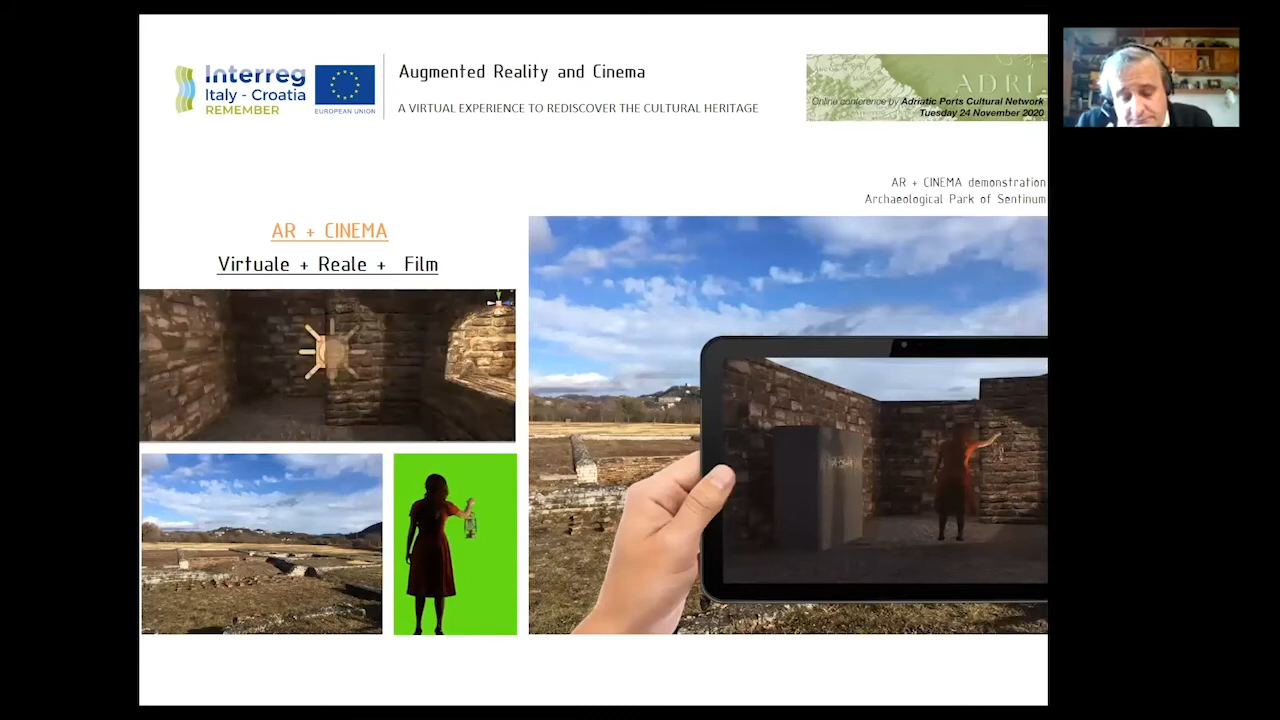 Interreg
Italy - Croatia
REMEMBER
EUROPEAN UNION
Augmented Reality and Cinema
A VIRTUAL EXPERIENCE TO REDISCOVER THE CULTURAL HERITAGE
ADRI
Online conference by Adriatic Ports Cultural Network
Tuesday 24 November 2020
AR + CINEMA demonstration
Archaeological Park of Sentinum
AR + CINEMA
Virtuale + Reale + Film